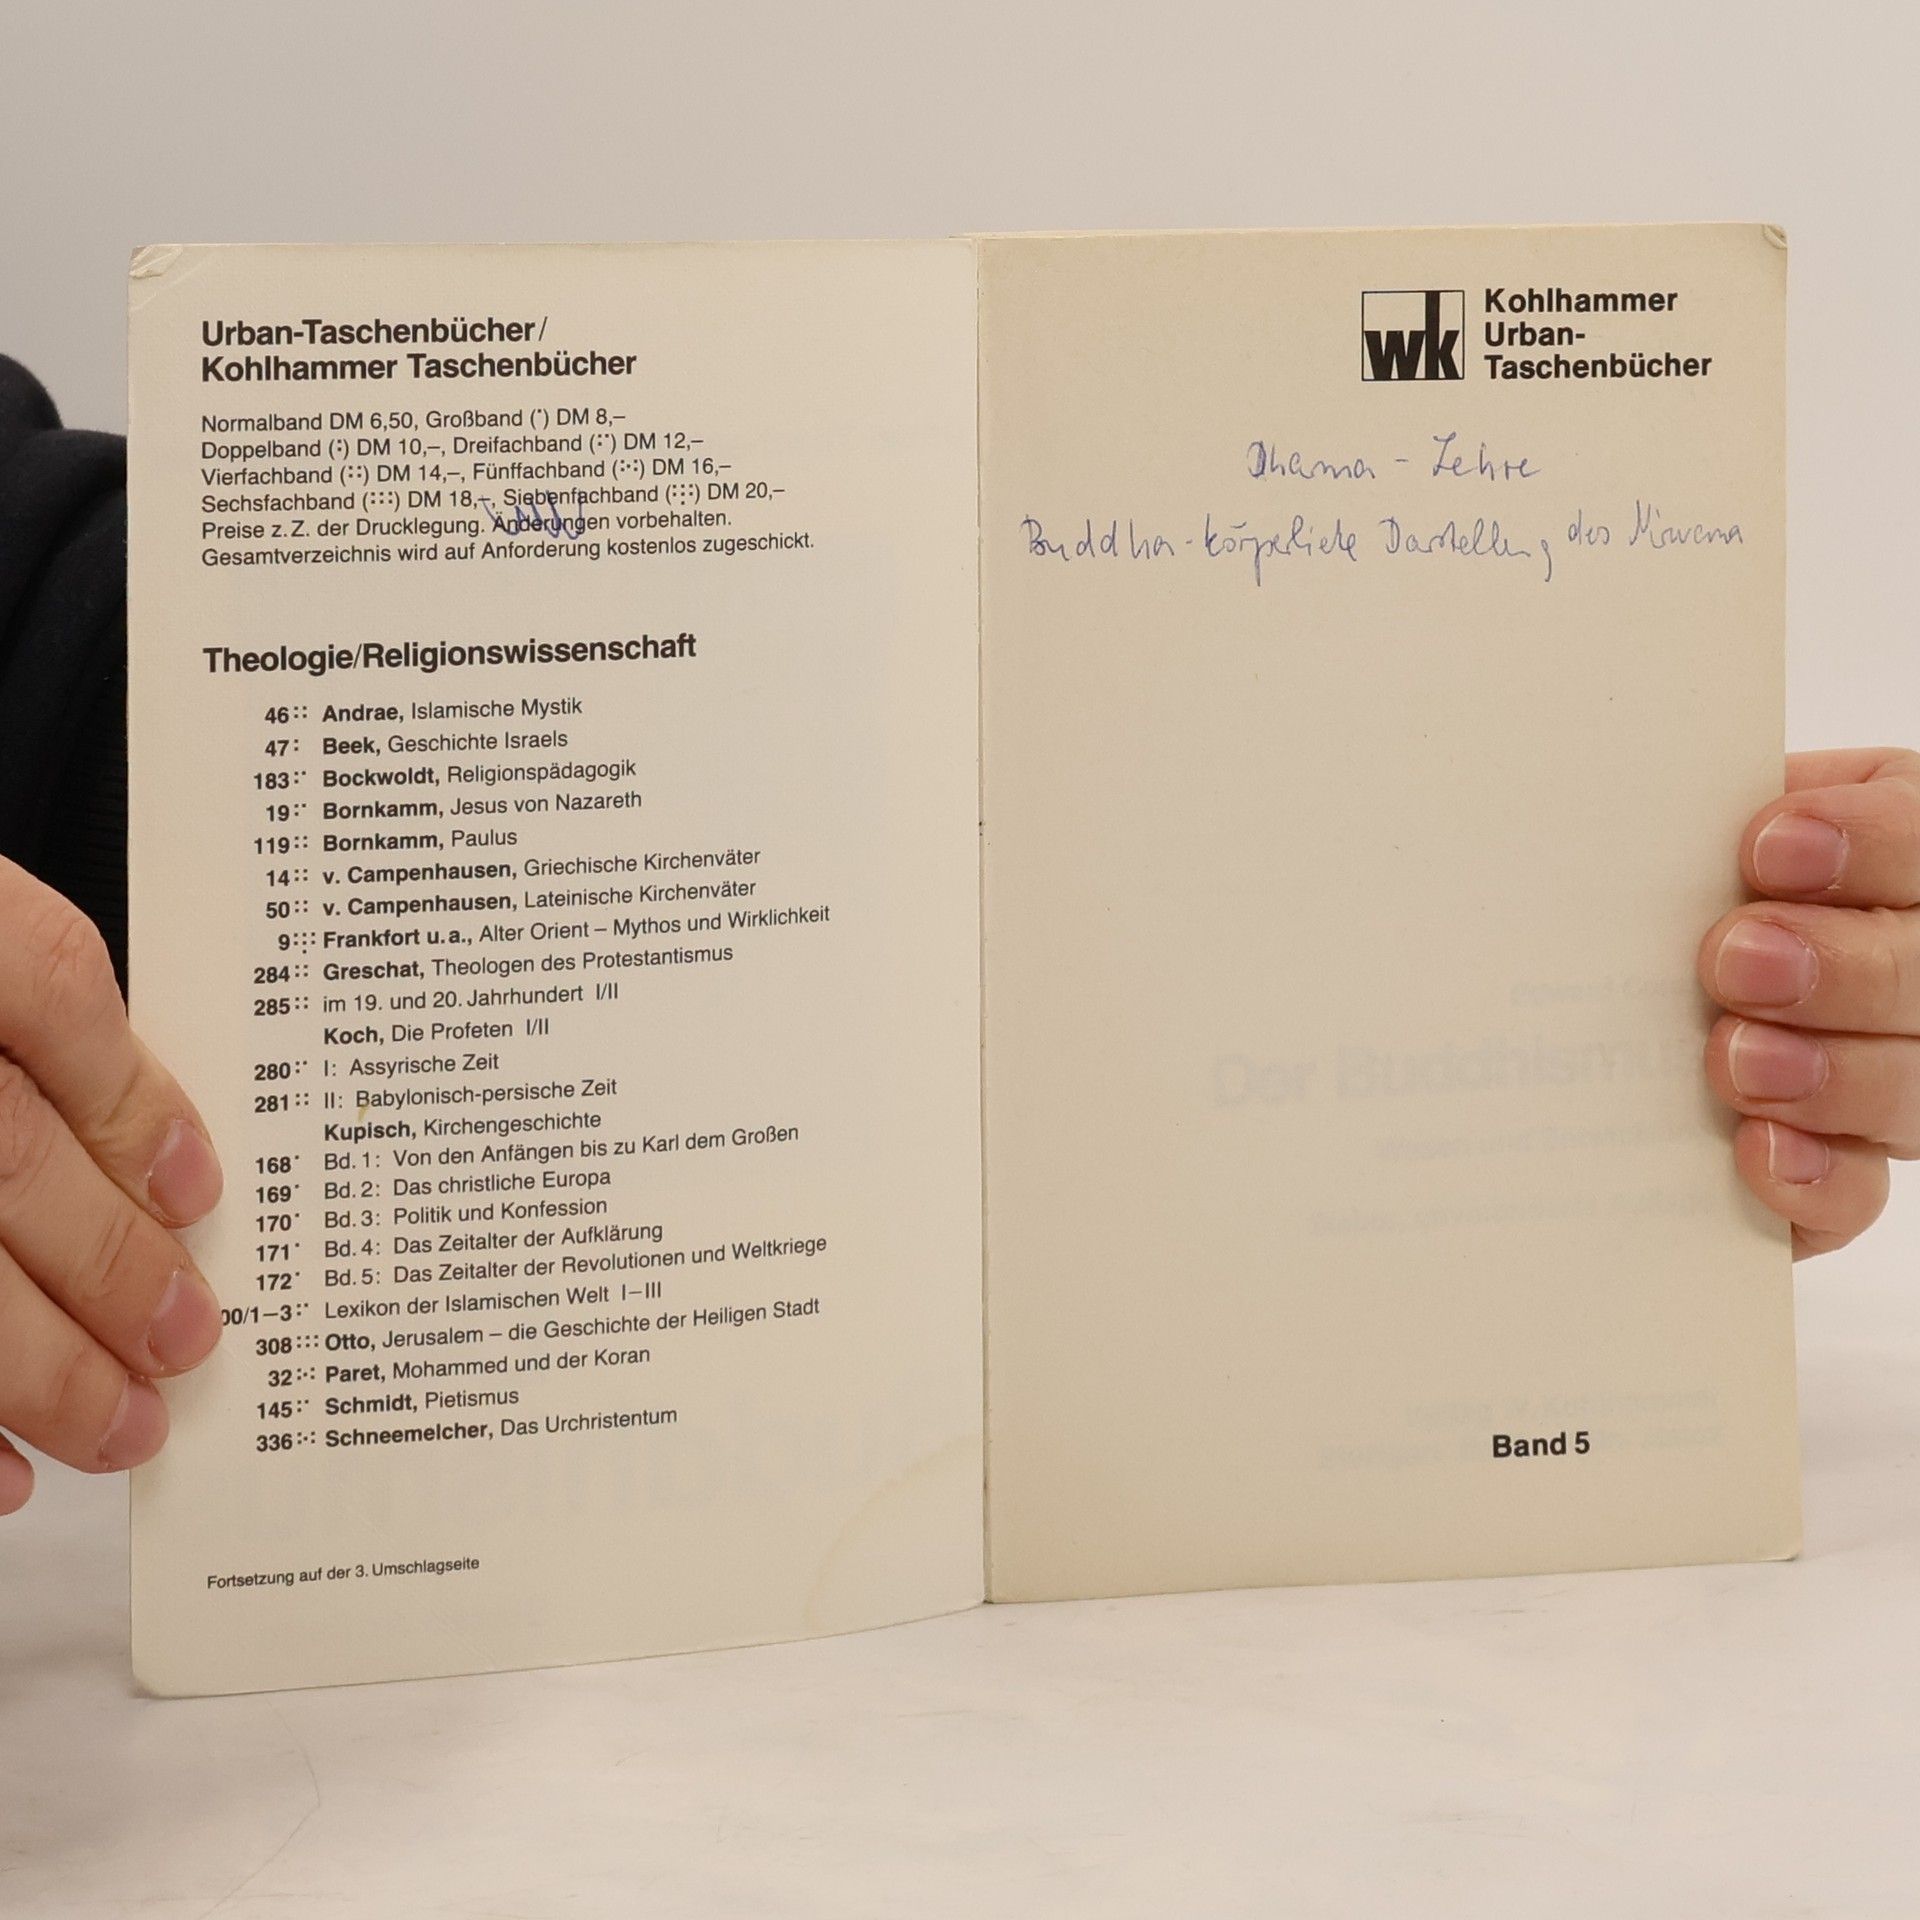 Urban-Taschenbücher/
Kohlhammer Taschenbücher
Normalband DM 6,50, Großband (˙) DM 8,–
Doppelband (:) DM 10,–, Dreifachband (:˙) DM 12,–
Vierfachband (::) DM 14,–, Fünffachband (:·:) DM 16,–
Sechsfachband (:::) DM 18,–, Siebenfachband (:⋮:) DM 20,–
Preise z.Z. der Drucklegung. Änderungen vorbehalten.
Gesamtverzeichnis wird auf Anforderung kostenlos zugeschickt.
Theologie/Religionswissenschaft
46:: Andrae, Islamische Mystik
47: Beek, Geschichte Israels
183:˙ Bockwoldt, Religionspädagogik
19:˙ Bornkamm, Jesus von Nazareth
119:: Bornkamm, Paulus
14:: v. Campenhausen, Griechische Kirchenväter
50:: v. Campenhausen, Lateinische Kirchenväter
9:⋮: Frankfort u.a., Alter Orient – Mythos und Wirklichkeit
284:: Greschat, Theologen des Protestantismus
285:: im 19. und 20. Jahrhundert I/II
Koch, Die Profeten I/II
280:˙ I: Assyrische Zeit
281:: II: Babylonisch-persische Zeit
Kupisch, Kirchengeschichte
168˙ Bd. 1: Von den Anfängen bis zu Karl dem Großen
169˙ Bd. 2: Das christliche Europa
170˙ Bd. 3: Politik und Konfession
171˙ Bd. 4: Das Zeitalter der Aufklärung
172˙ Bd. 5: Das Zeitalter der Revolutionen und Weltkriege
00/1–3:˙ Lexikon der Islamischen Welt I–III
308::: Otto, Jerusalem – die Geschichte der Heiligen Stadt
32:·: Paret, Mohammed und der Koran
145:˙ Schmidt, Pietismus
336:·: Schneemelcher, Das Urchristentum
Fortsetzung auf der 3. Umschlagseite
wk
Kohlhammer
Urban-
Taschenbücher
Dhama - Lehre
Buddha-körperliche Darstellung des Nirvana
Band 5